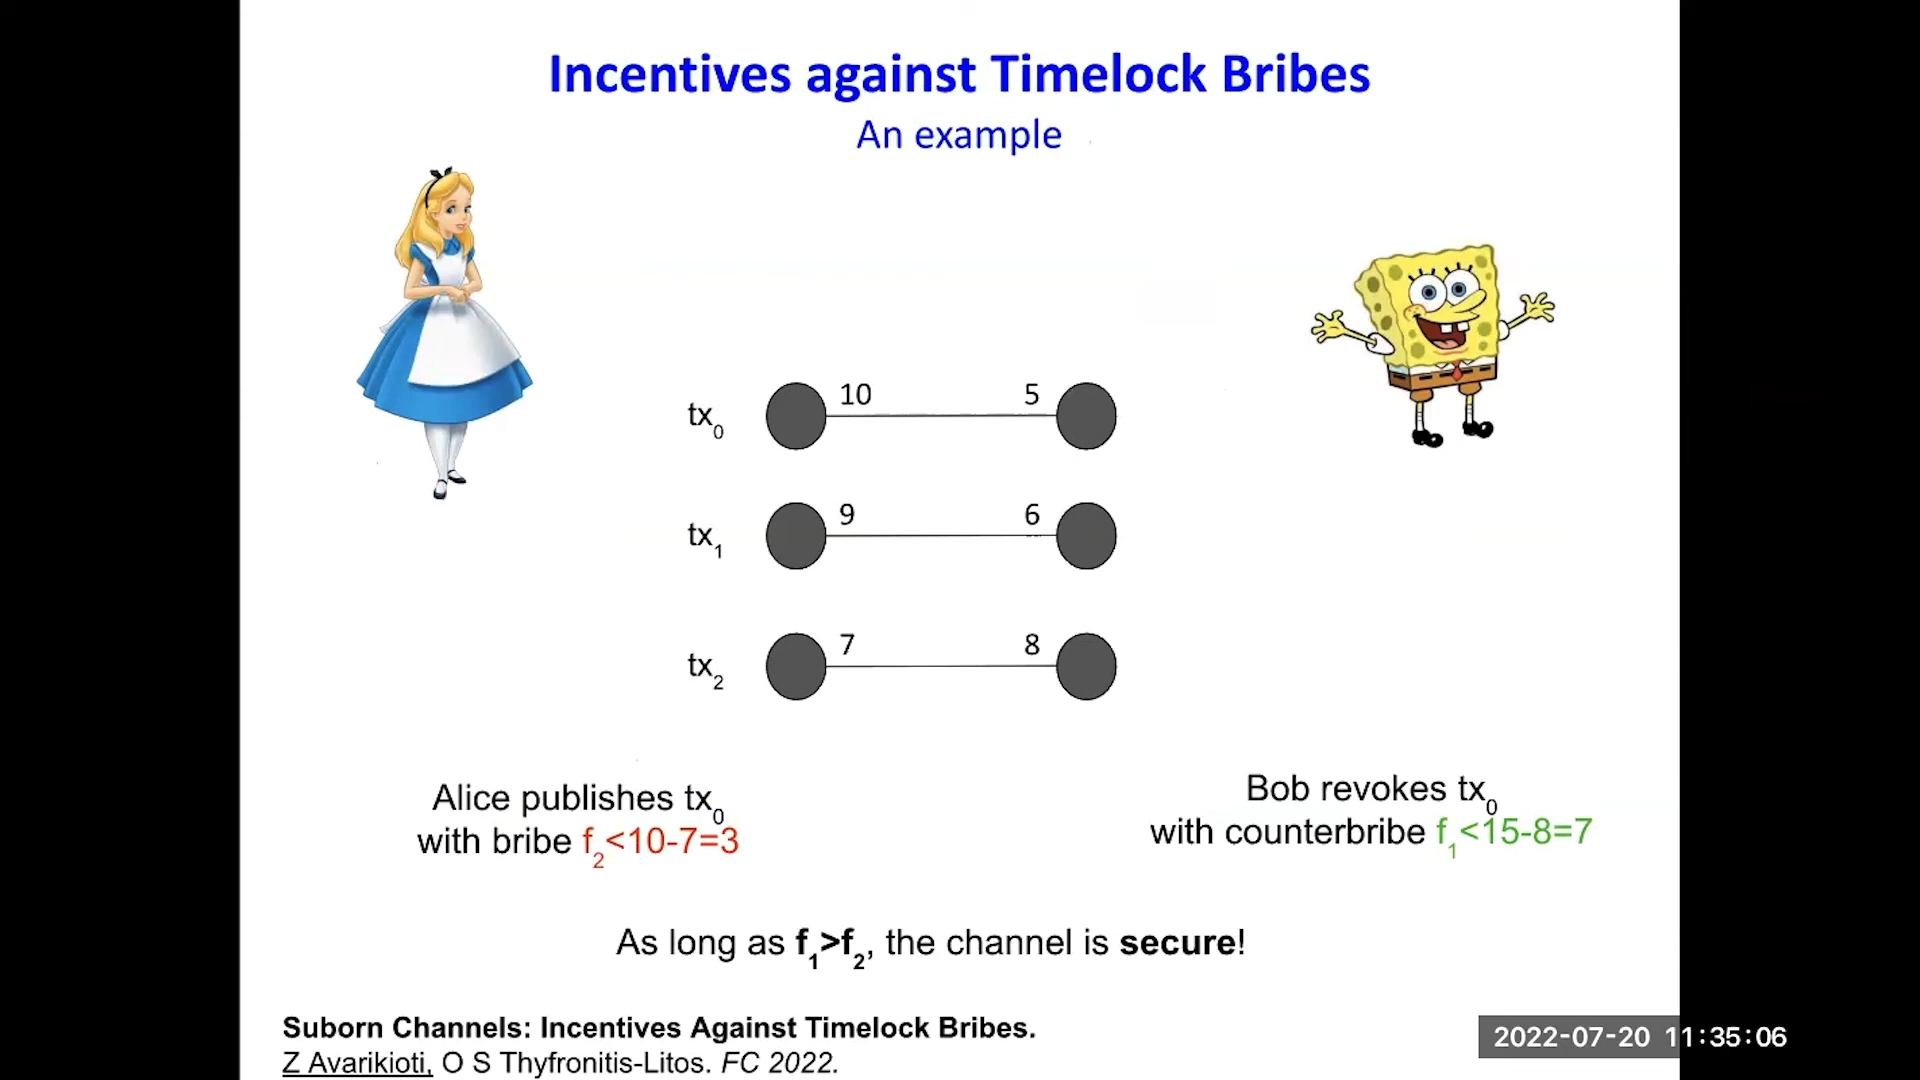 Incentives against Timelock Bribes
An example
tx0 10 5
tx1 9 6
tx2 7 8
Alice publishes tx0
with bribe f2<10-7=3
Bob revokes tx0
with counterbribe f1<15-8=7
As long as f1>f2, the channel is secure!
Suborn Channels: Incentives Against Timelock Bribes.
Z Avarikioti, O S Thyfronitis-Litos. FC 2022.
2022-07-20 11:35:06